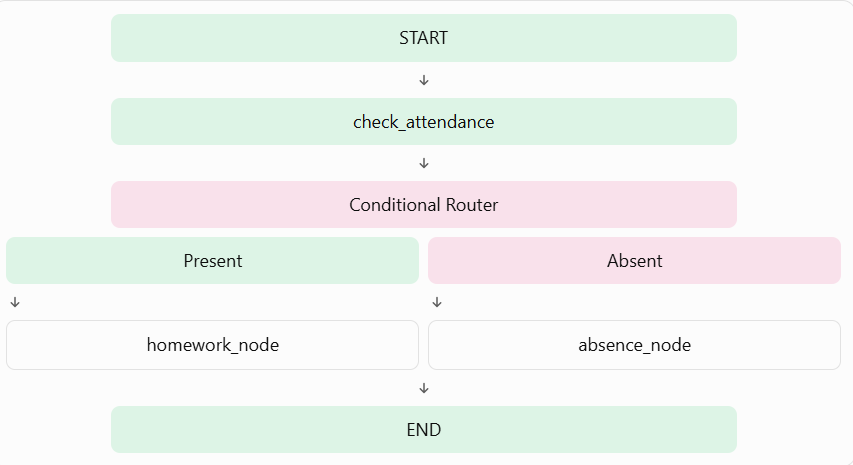 START
↓
check_attendance
↓
Conditional Router
Present
Absent
↓
↓
homework_node
absence_node
↓
END